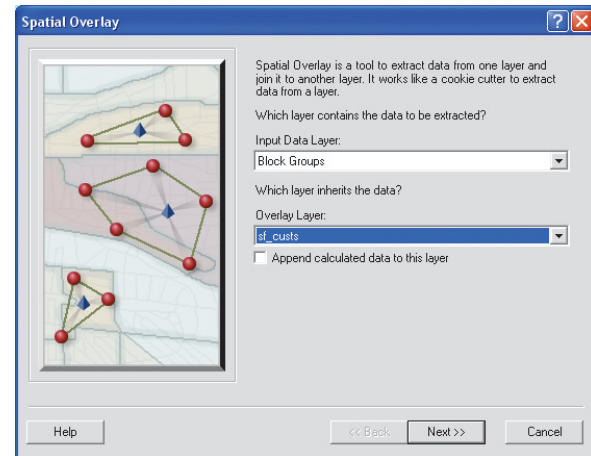 Spatial Overlay
Spatial Overlay is a tool to extract data from one layer and
join it to another layer. It works like a cookie cutter to extract
data from a layer.
Which layer contains the data to be extracted?
Input Data Layer:
Block Groups
Which layer inherits the data?
Overlay Layer:
sf_custs
Append calculated data to this layer
Help
<< Back
Next >>
Cancel